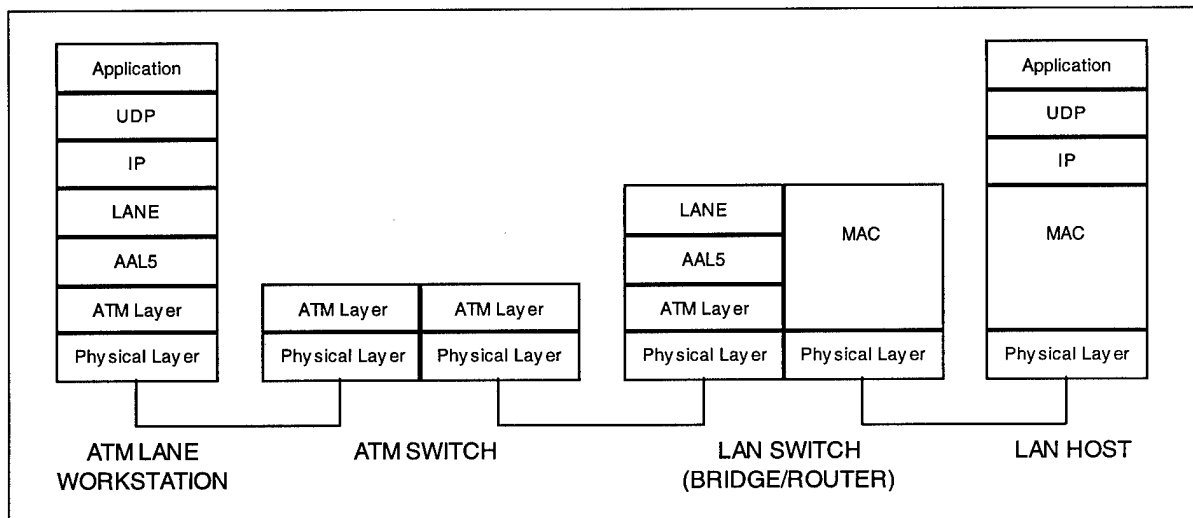 Application
UDP
IP
LANE
AAL5
ATM Layer
Physical Layer
ATM LANE
WORKSTATION
ATM Layer
ATM Layer
Physical Layer
Physical Layer
ATM SWITCH
LANE
AAL5
ATM Layer
Physical Layer
MAC
Physical Layer
LAN SWITCH
(BRIDGE/ROUTER)
Application
UDP
IP
MAC
Physical Layer
LAN HOST